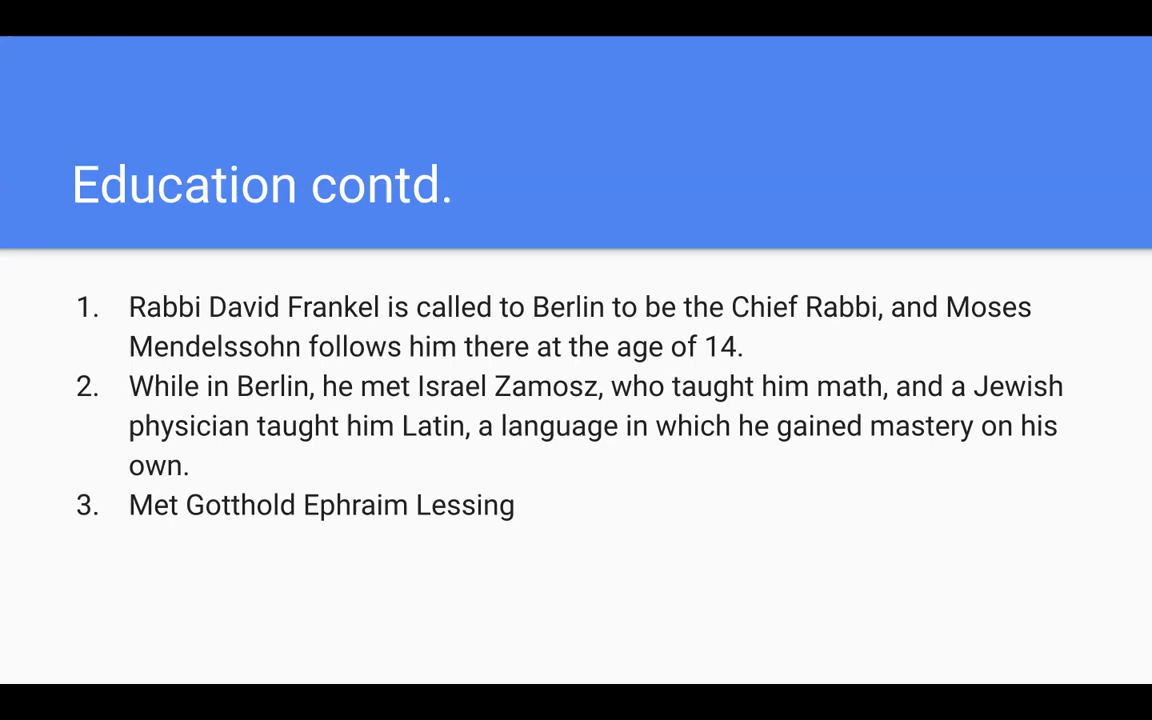 Education contd.
1. Rabbi David Frankel is called to Berlin to be the Chief Rabbi, and Moses
Mendelssohn follows him there at the age of 14.
2. While in Berlin, he met Israel Zamosz, who taught him math, and a Jewish
physician taught him Latin, a language in which he gained mastery on his
own.
3. Met Gotthold Ephraim Lessing